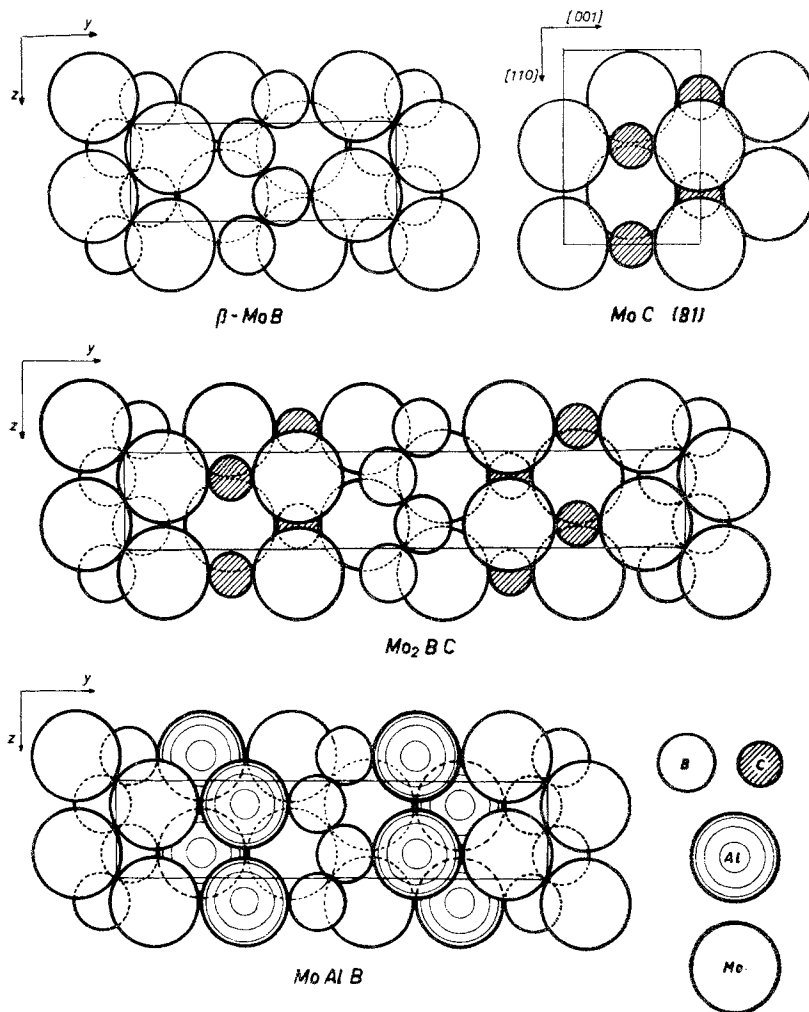 y
z
β-MoB
[001]
[110]
MoC (B1)
y
z
Mo₂BC
y
z
MoAlB
B
C
Al
Mo